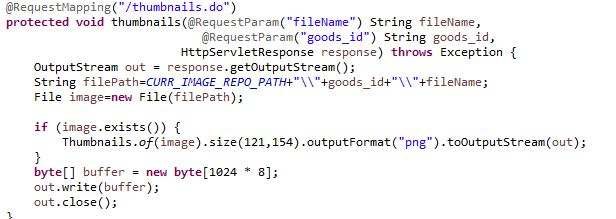 @RequestMapping("/thumbnails.do")
protected void thumbnails(@RequestParam("fileName") String fileName,
@RequestParam("goods_id") String goods_id,
HttpServletResponse response) throws Exception {
OutputStream out = response.getOutputStream();
String filePath=CURR_IMAGE_REPO_PATH+"\\"+goods_id+"\\"+fileName;
File image=new File(filePath);
if (image.exists()) {
Thumbnails.of(image).size(121,154).outputFormat("png").toOutputStream(out);
}
byte[] buffer = new byte[1024 * 8];
out.write(buffer);
out.close();
}